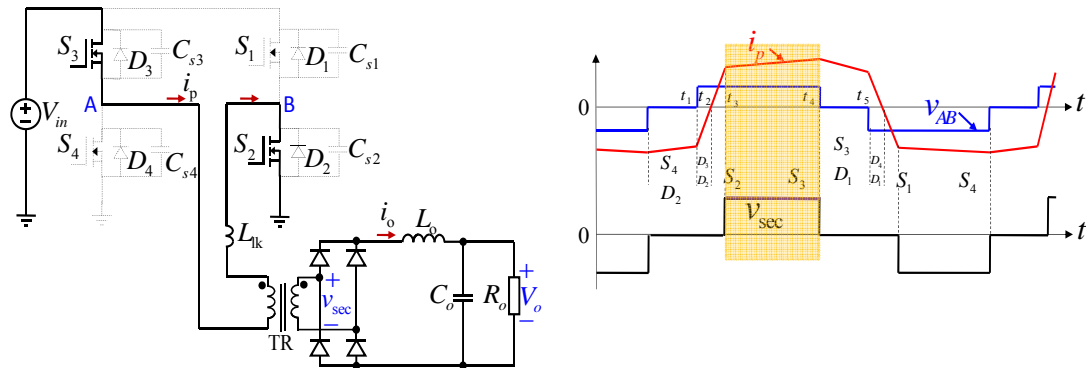 S3
D3
Cs3
S1
D1
Cs1
ip
A
B
Vin
S4
D4
Cs4
S2
D2
Cs2
Llk
io
Lo
+
vsec
−
TR
Co
Ro
+
Vo
−
ip
0
t1
t2
t3
t4
t5
t
vAB
S4
D2
D3
D2
S2
S3
S3
D1
D4
D1
S1
S4
vsec
0
t